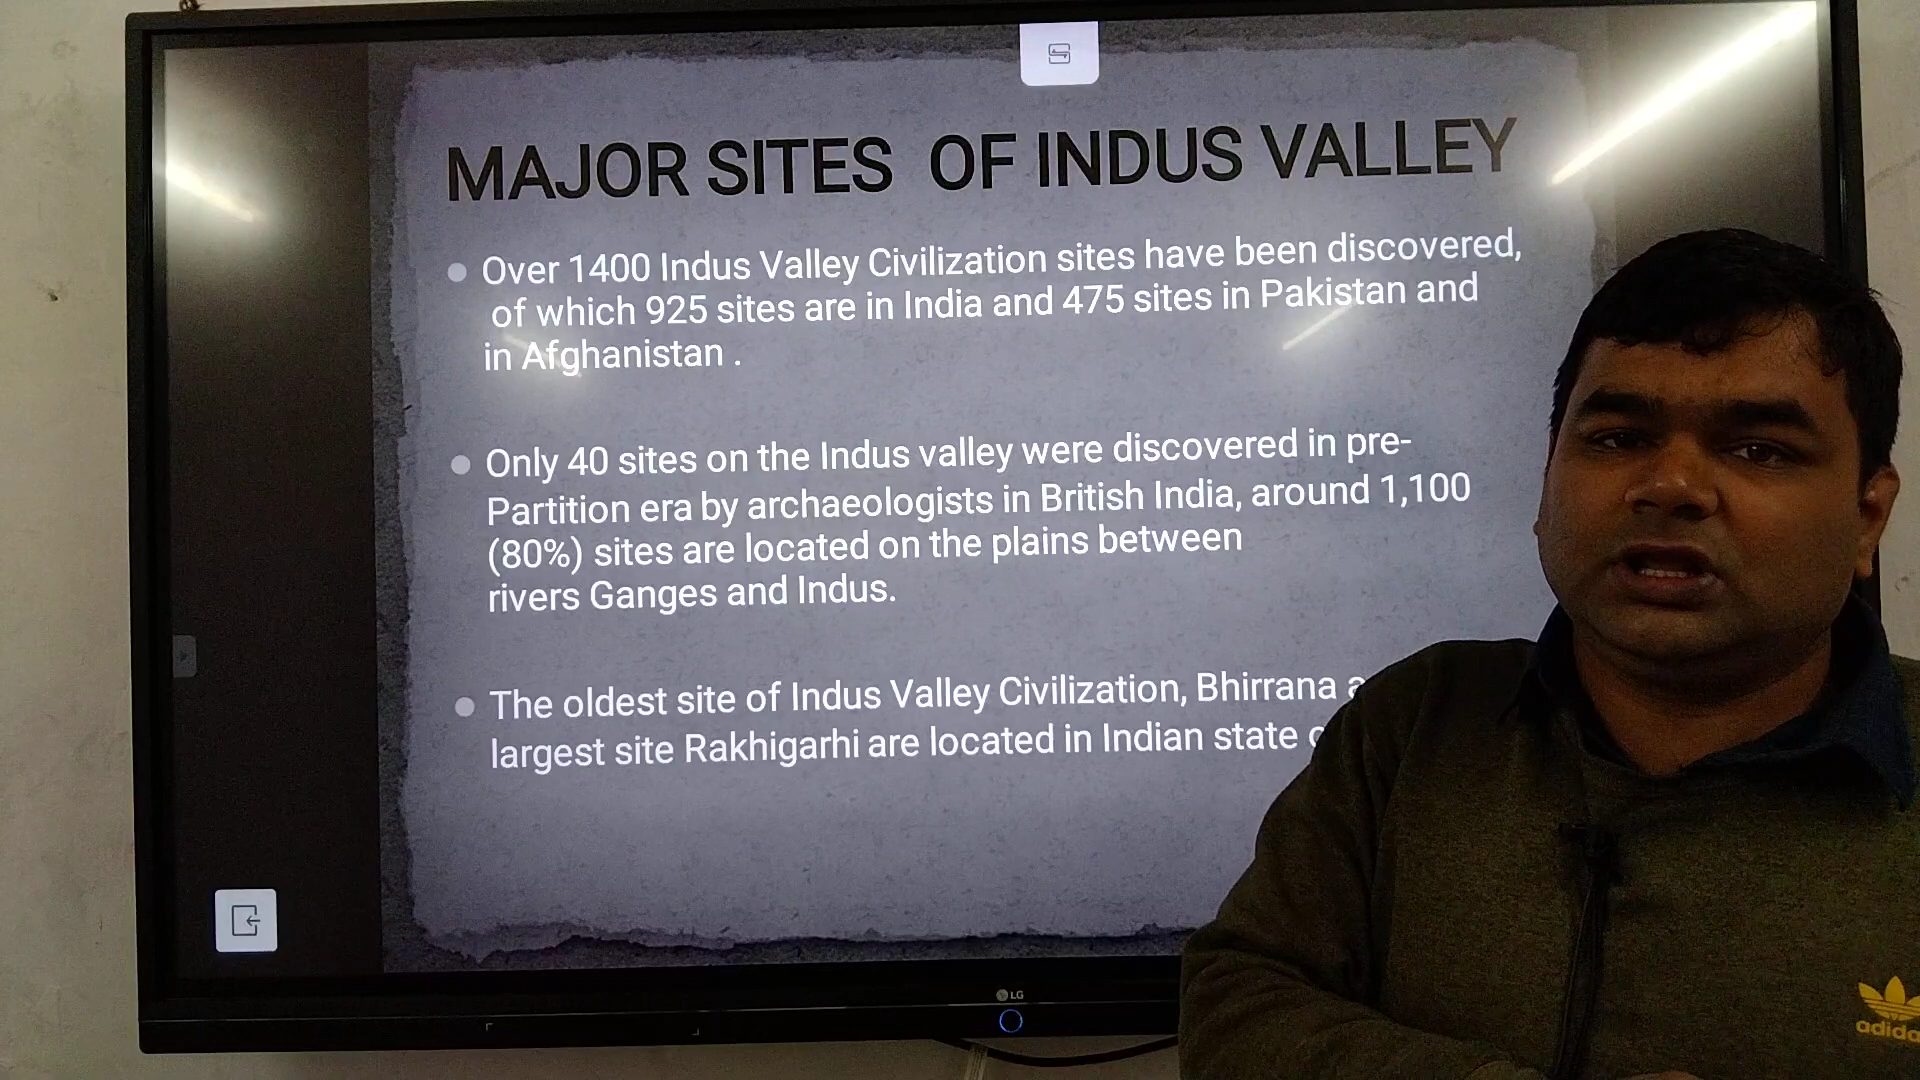 MAJOR SITES OF INDUS VALLEY
Over 1400 Indus Valley Civilization sites have been discovered,
of which 925 sites are in India and 475 sites in Pakistan and
in Afghanistan .
Only 40 sites on the Indus valley were discovered in pre-
Partition era by archaeologists in British India, around 1,100
(80%) sites are located on the plains between
rivers Ganges and Indus.
The oldest site of Indus Valley Civilization, Bhirrana
largest site Rakhigarhi are located in Indian state
LG